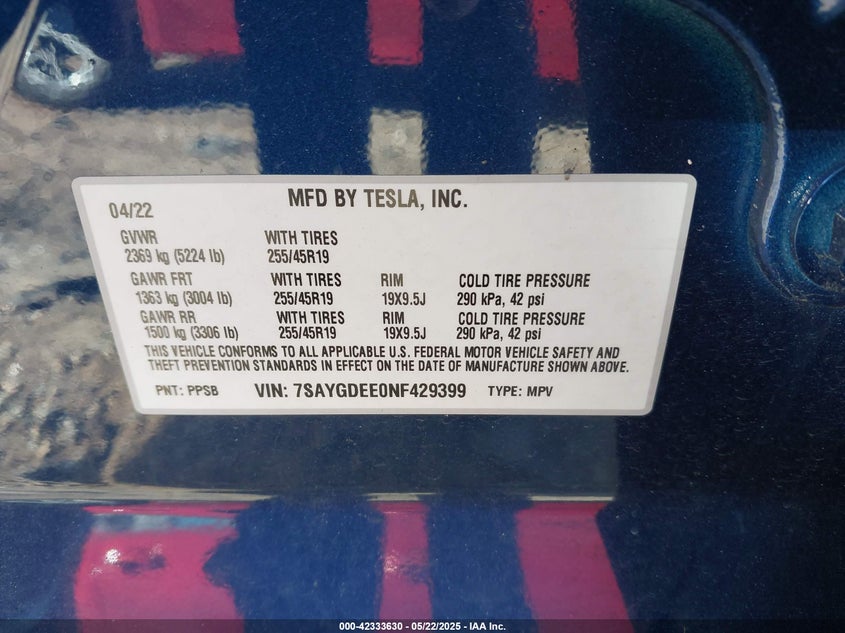 MFD BY TESLA, INC.
04/22
GVWR WITH TIRES
2369 kg (5224 lb) 255/45R19
GAWR FRT WITH TIRES RIM COLD TIRE PRESSURE
1363 kg (3004 lb) 255/45R19 19X9.5J 290 kPa, 42 psi
GAWR RR WITH TIRES RIM COLD TIRE PRESSURE
1500 kg (3306 lb) 255/45R19 19X9.5J 290 kPa, 42 psi
THIS VEHICLE CONFORMS TO ALL APPLICABLE U.S. FEDERAL MOTOR VEHICLE SAFETY AND
THEFT PREVENTION STANDARDS IN EFFECT ON THE DATE OF MANUFACTURE SHOWN ABOVE.
PNT: PPSB VIN: 7SAYGDEE0NF429399 TYPE: MPV
000-42333630 - 05/22/2025 - IAA Inc.